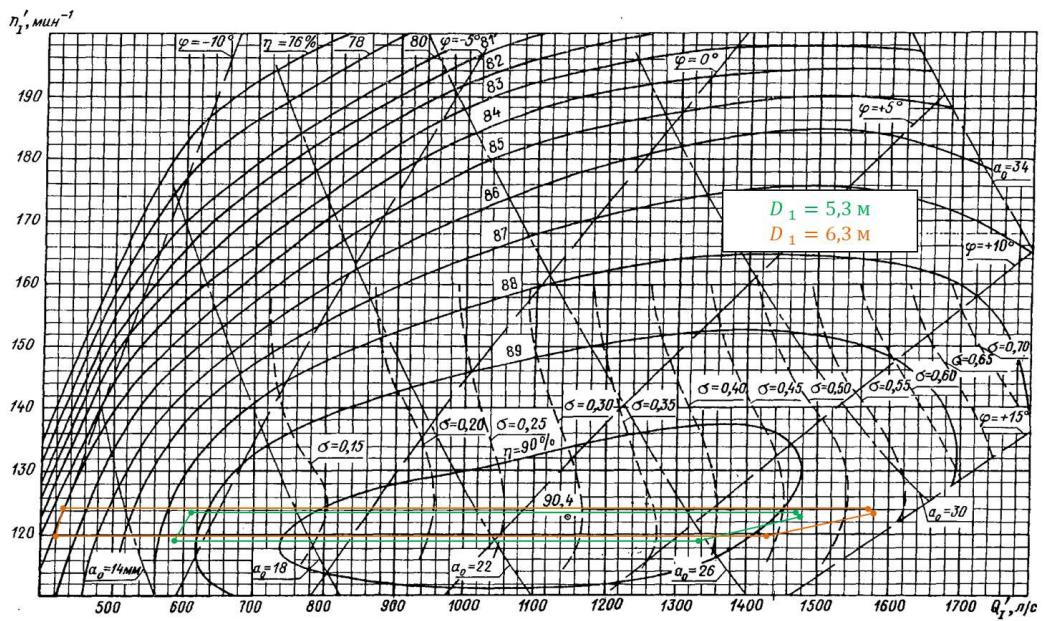 n_I', мин⁻¹
φ=-10°
η=76%
78
80
φ=-5°
81
82
83
84
85
86
87
88
89
φ=0°
φ=+5°
a₀=34
D₁ = 5,3 м
D₁ = 6,3 м
φ=+10°
190
180
170
160
150
140
130
120
σ=0,15
σ=0,20
σ=0,25
σ=0,30
σ=0,35
σ=0,40
σ=0,45
σ=0,50
σ=0,55
σ=0,60
σ=0,65
σ=0,70
η=90%
90,4
φ=+15°
a₀=14мм
a₀=18
a₀=22
a₀=26
a₀=30
500 600 700 800 900 1000 1100 1200 1300 1400 1500 1600 1700 Q_I', л/с